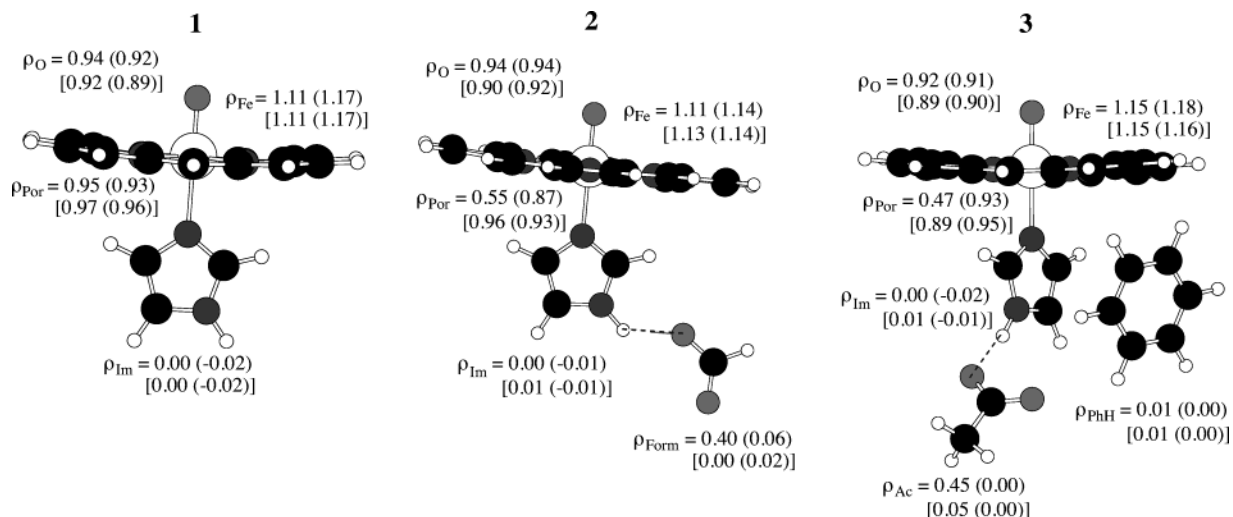 1
ρO = 0.94 (0.92)
[0.92 (0.89)]
ρFe = 1.11 (1.17)
[1.11 (1.17)]
ρPor = 0.95 (0.93)
[0.97 (0.96)]
ρIm = 0.00 (-0.02)
[0.00 (-0.02)]
2
ρO = 0.94 (0.94)
[0.90 (0.92)]
ρFe = 1.11 (1.14)
[1.13 (1.14)]
ρPor = 0.55 (0.87)
[0.96 (0.93)]
ρIm = 0.00 (-0.01)
[0.01 (-0.01)]
ρForm = 0.40 (0.06)
[0.00 (0.02)]
3
ρO = 0.92 (0.91)
[0.89 (0.90)]
ρFe = 1.15 (1.18)
[1.15 (1.16)]
ρPor = 0.47 (0.93)
[0.89 (0.95)]
ρIm = 0.00 (-0.02)
[0.01 (-0.01)]
ρPhH = 0.01 (0.00)
[0.01 (0.00)]
ρAc = 0.45 (0.00)
[0.05 (0.00)]